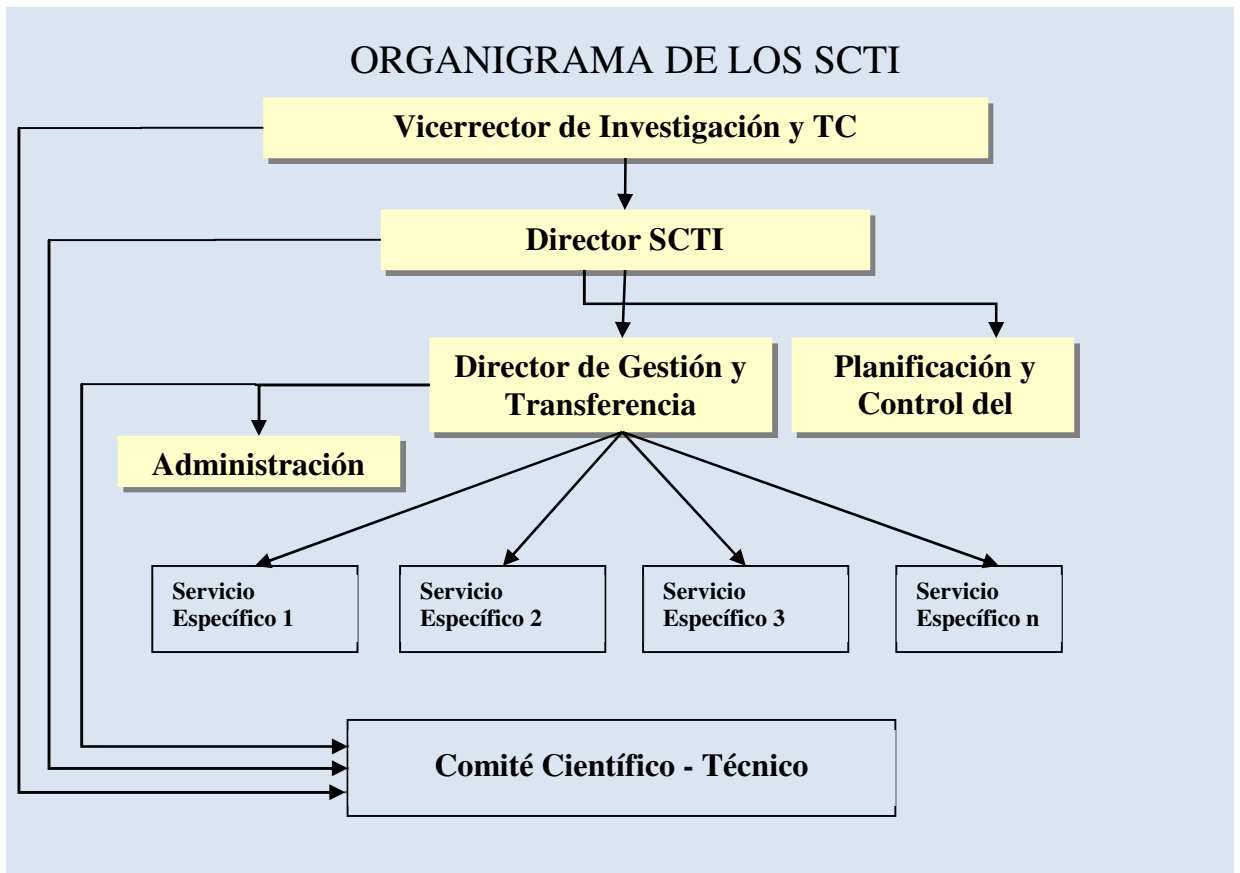 ORGANIGRAMA DE LOS SCTI
Vicerrector de Investigación y TC
Director SCTI
Director de Gestión y
Transferencia
Planificación y
Control del
Administración
Servicio
Específico 1
Servicio
Específico 2
Servicio
Específico 3
Servicio
Específico n
Comité Científico - Técnico